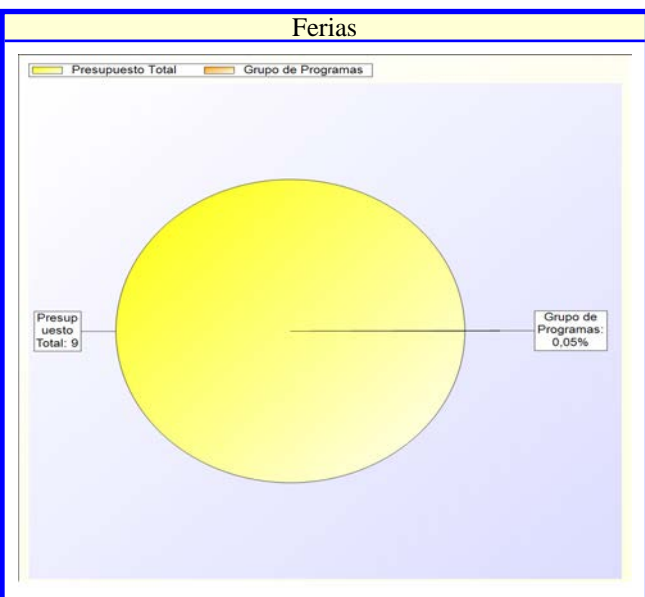 Ferias
Presupuesto Total Grupo de Programas
Presup
uesto
Total: 9
Grupo de
Programas:
0,05%